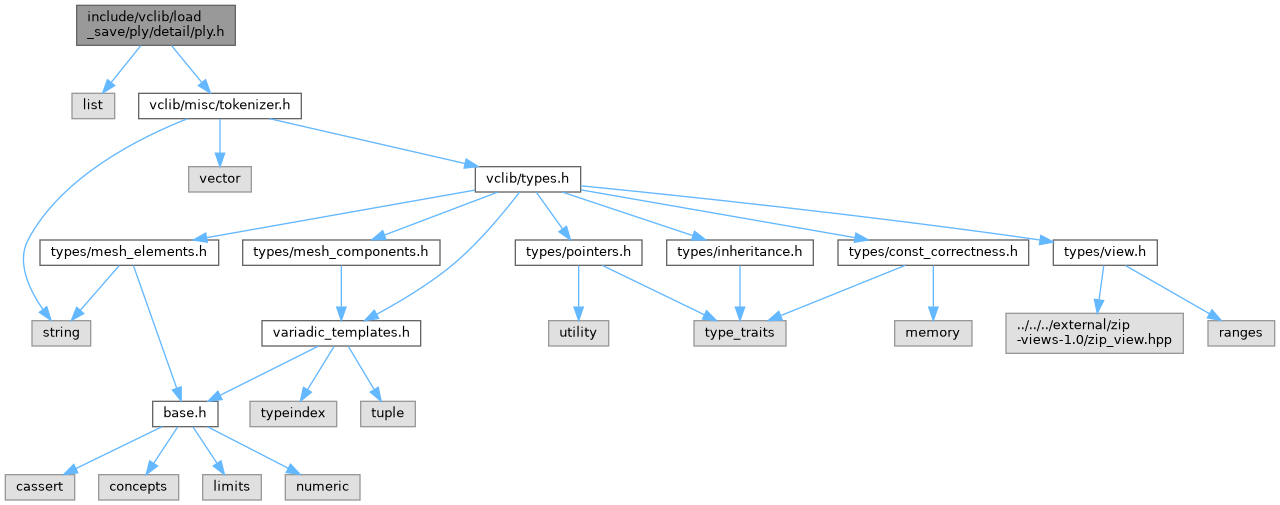 include/vclib/load
_save/ply/detail/ply.h
list
vclib/misc/tokenizer.h
vector
vclib/types.h
types/mesh_elements.h
types/mesh_components.h
types/pointers.h
types/inheritance.h
types/const_correctness.h
types/view.h
string
variadic_templates.h
utility
type_traits
memory
../../../external/zip
-views-1.0/zip_view.hpp
ranges
base.h
typeindex
tuple
cassert
concepts
limits
numeric